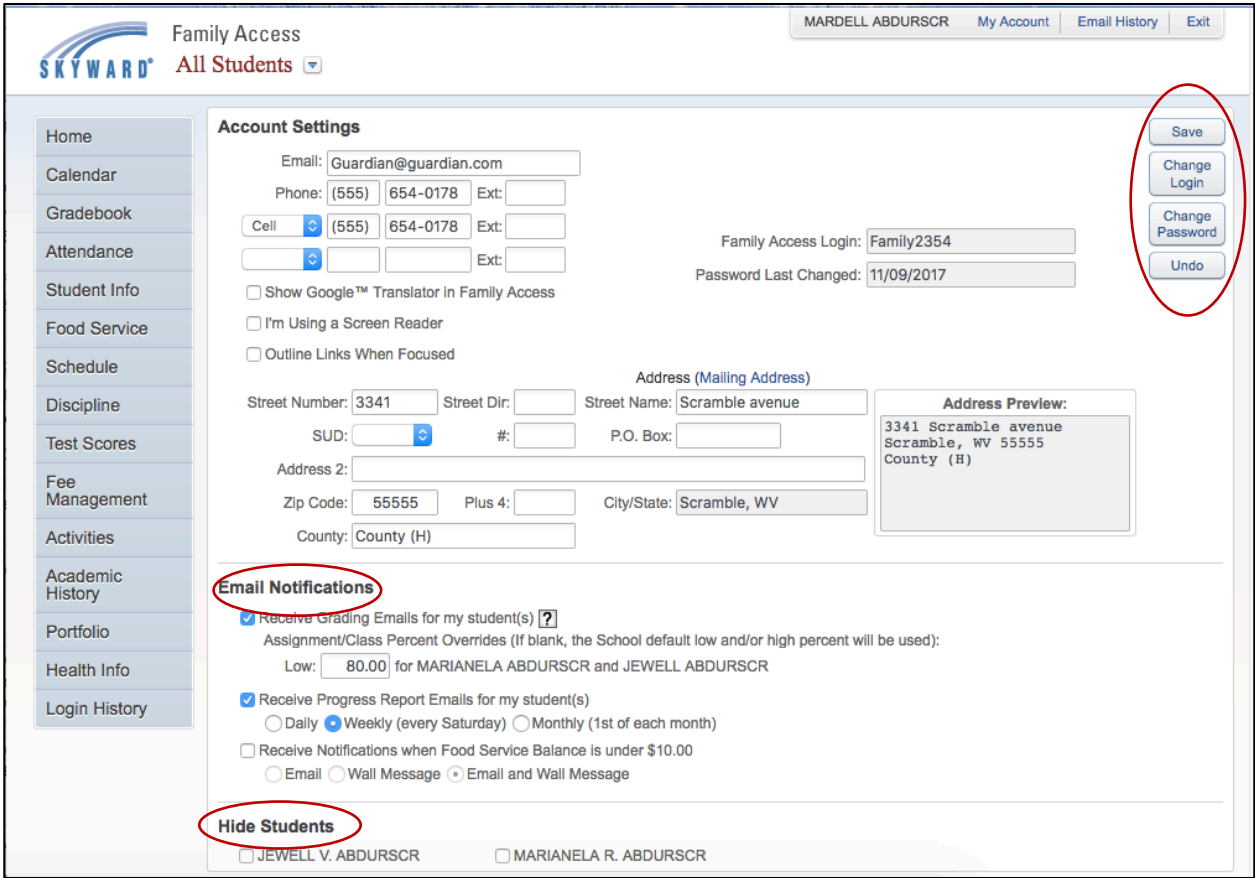 MARDELL ABDURSCR My Account Email History Exit
SKYWARD® Family Access
All Students
Home
Calendar
Gradebook
Attendance
Student Info
Food Service
Schedule
Discipline
Test Scores
Fee
Management
Activities
Academic
History
Portfolio
Health Info
Login History
Account Settings
Email: Guardian@guardian.com
Phone: (555) 654-0178 Ext:
Cell (555) 654-0178 Ext:
Ext:
Family Access Login: Family2354
Password Last Changed: 11/09/2017
Save
Change
Login
Change
Password
Undo
Show Google™ Translator in Family Access
I'm Using a Screen Reader
Outline Links When Focused
Address (Mailing Address)
Street Number: 3341 Street Dir: Street Name: Scramble avenue
SUD: #: P.O. Box:
Address 2:
Zip Code: 55555 Plus 4: City/State: Scramble, WV
County: County (H)
Address Preview:
3341 Scramble avenue
Scramble, WV 55555
County (H)
Email Notifications
Receive Grading Emails for my student(s) ?
Assignment/Class Percent Overrides (If blank, the School default low and/or high percent will be used):
Low: 80.00 for MARIANELA ABDURSCR and JEWELL ABDURSCR
Receive Progress Report Emails for my student(s)
Daily Weekly (every Saturday) Monthly (1st of each month)
Receive Notifications when Food Service Balance is under $10.00
Email Wall Message Email and Wall Message
Hide Students
JEWELL V. ABDURSCR MARIANELA R. ABDURSCR